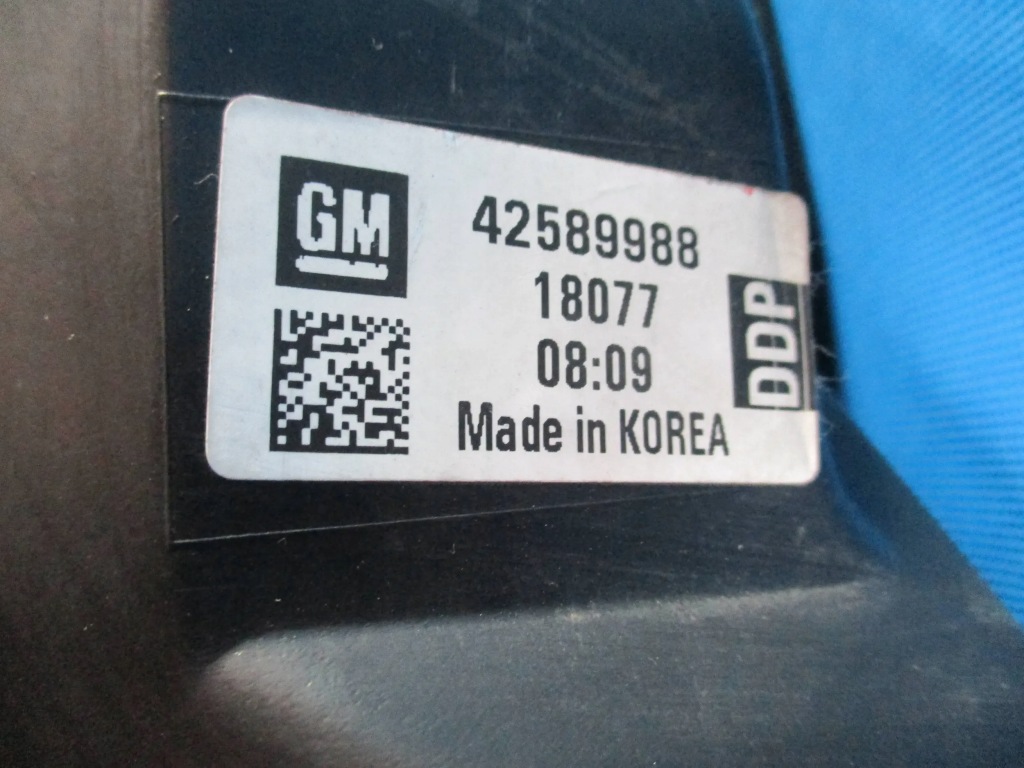 GM
42589988
18077
08:09
Made in KOREA
DDP